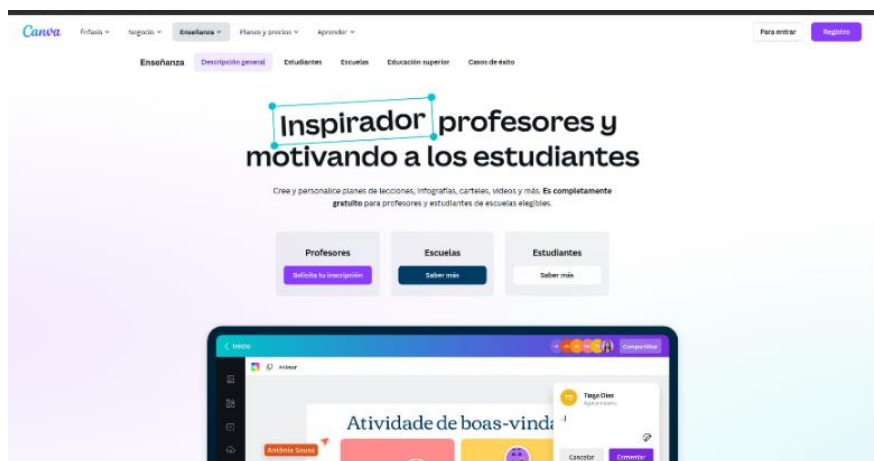 Canva Énfasis Negocio Enseñanza Planes y precios Aprender Para entrar Registro
Enseñanza Descripción general Estudiantes Escuelas Educación superior Casos de éxito
Inspirador profesores y
motivando a los estudiantes
Cree y personalice planes de lecciones, infografías, carteles, videos y más. Es completamente
gratuito para profesores y estudiantes de escuelas elegibles.
Profesores Escuelas Estudiantes
Solicita tu inscripción Saber más Saber más
Inicio Compartilhar
Animar
Tiago Dias
Atividade de boas-vinda
Antônio Sousa
Cancelar Comentar